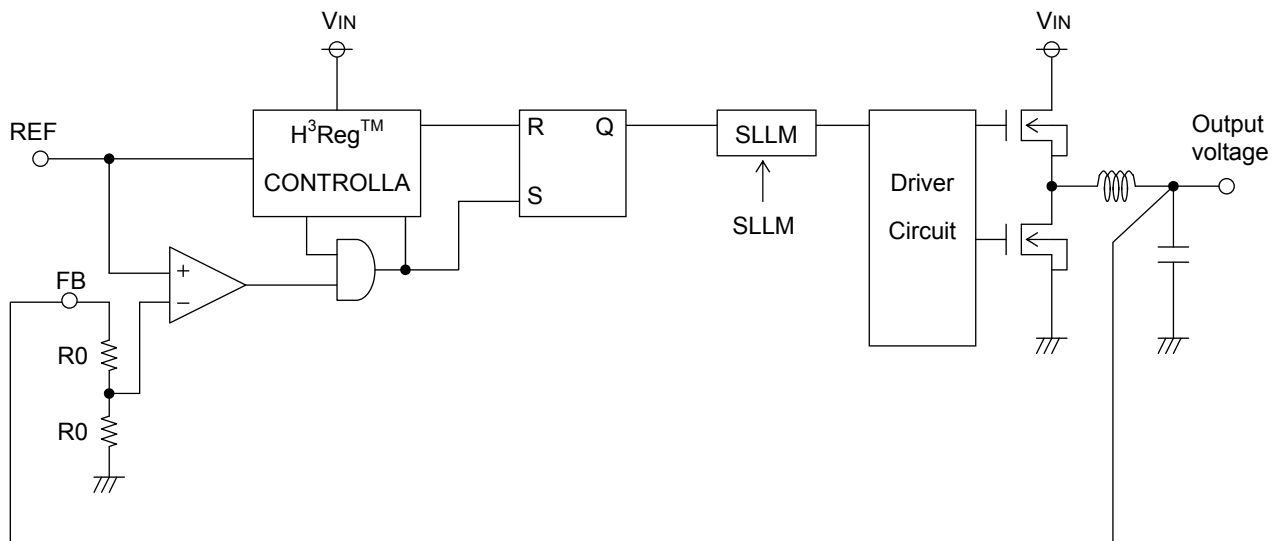 VIN
VIN
REF
H³Reg™
CONTROLLA
R
Q
S
SLLM
SLLM
Driver
Circuit
Output
voltage
FB
+
−
R0
R0